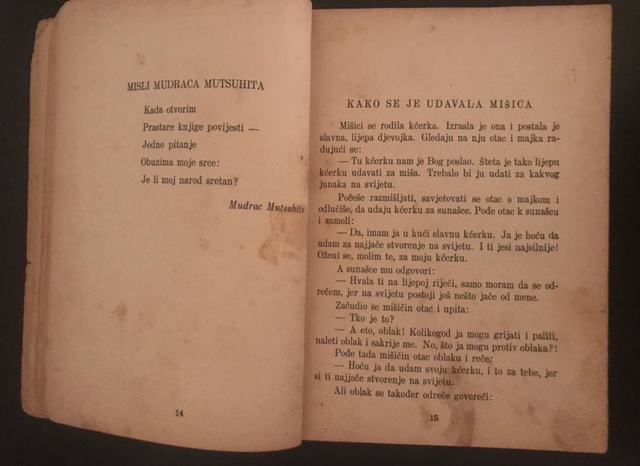 MISLI MUDRACA MUTSUHITA
Kada otvorim
Prastare knjige povijesti —
Jedno pitanje
Obuzima moje srce:
Je li moj narod sretan?
Mudrac Mutsuhito
14
KAKO SE JE UDAVALA MIŠICA
Mišici se rodila kćerka. Izrasla je ona i postala je
slavna, lijepa djevojka. Gledaju na nju otac i majka ra-
dujući se:
— Tu kćerku nam je Bog poslao. Šteta je tako lijepu
kćerku udavati za miša. Trebalo bi ju udati za kakvog
junaka na svijetu.
Počeše razmišljati, savjetovati se otac s majkom i
odlučiše, da udaju kćerku za sunašce. Pođe otac k sunašcu
i zamoli:
— Da, imam ja u kući slavnu kćerku. Ja je hoću da
udam za najjače stvorenje na svijetu. I ti jesi najsilnije!
Oženi se, molim te, za moju kćerku.
A sunašce mu odgovori:
— Hvala ti na lijepoj riječi, samo moram da se od-
rečem, jer na svijetu postoji još nešto jače od mene.
Začudio se mišičin otac i upita:
— Tko je to?
— A eto, oblak! Kolikogod ja mogu grijati i paliti,
naleti oblak i sakrije me. No, što ja mogu protiv oblaka?!
Pođe tada mišičin otac oblaku i reče:
— Hoću ja da udam svoju kćerku, i to za tebe, jer
si ti najjače stvorenje na svijetu.
Ali oblak se također odreče govoreći:
15